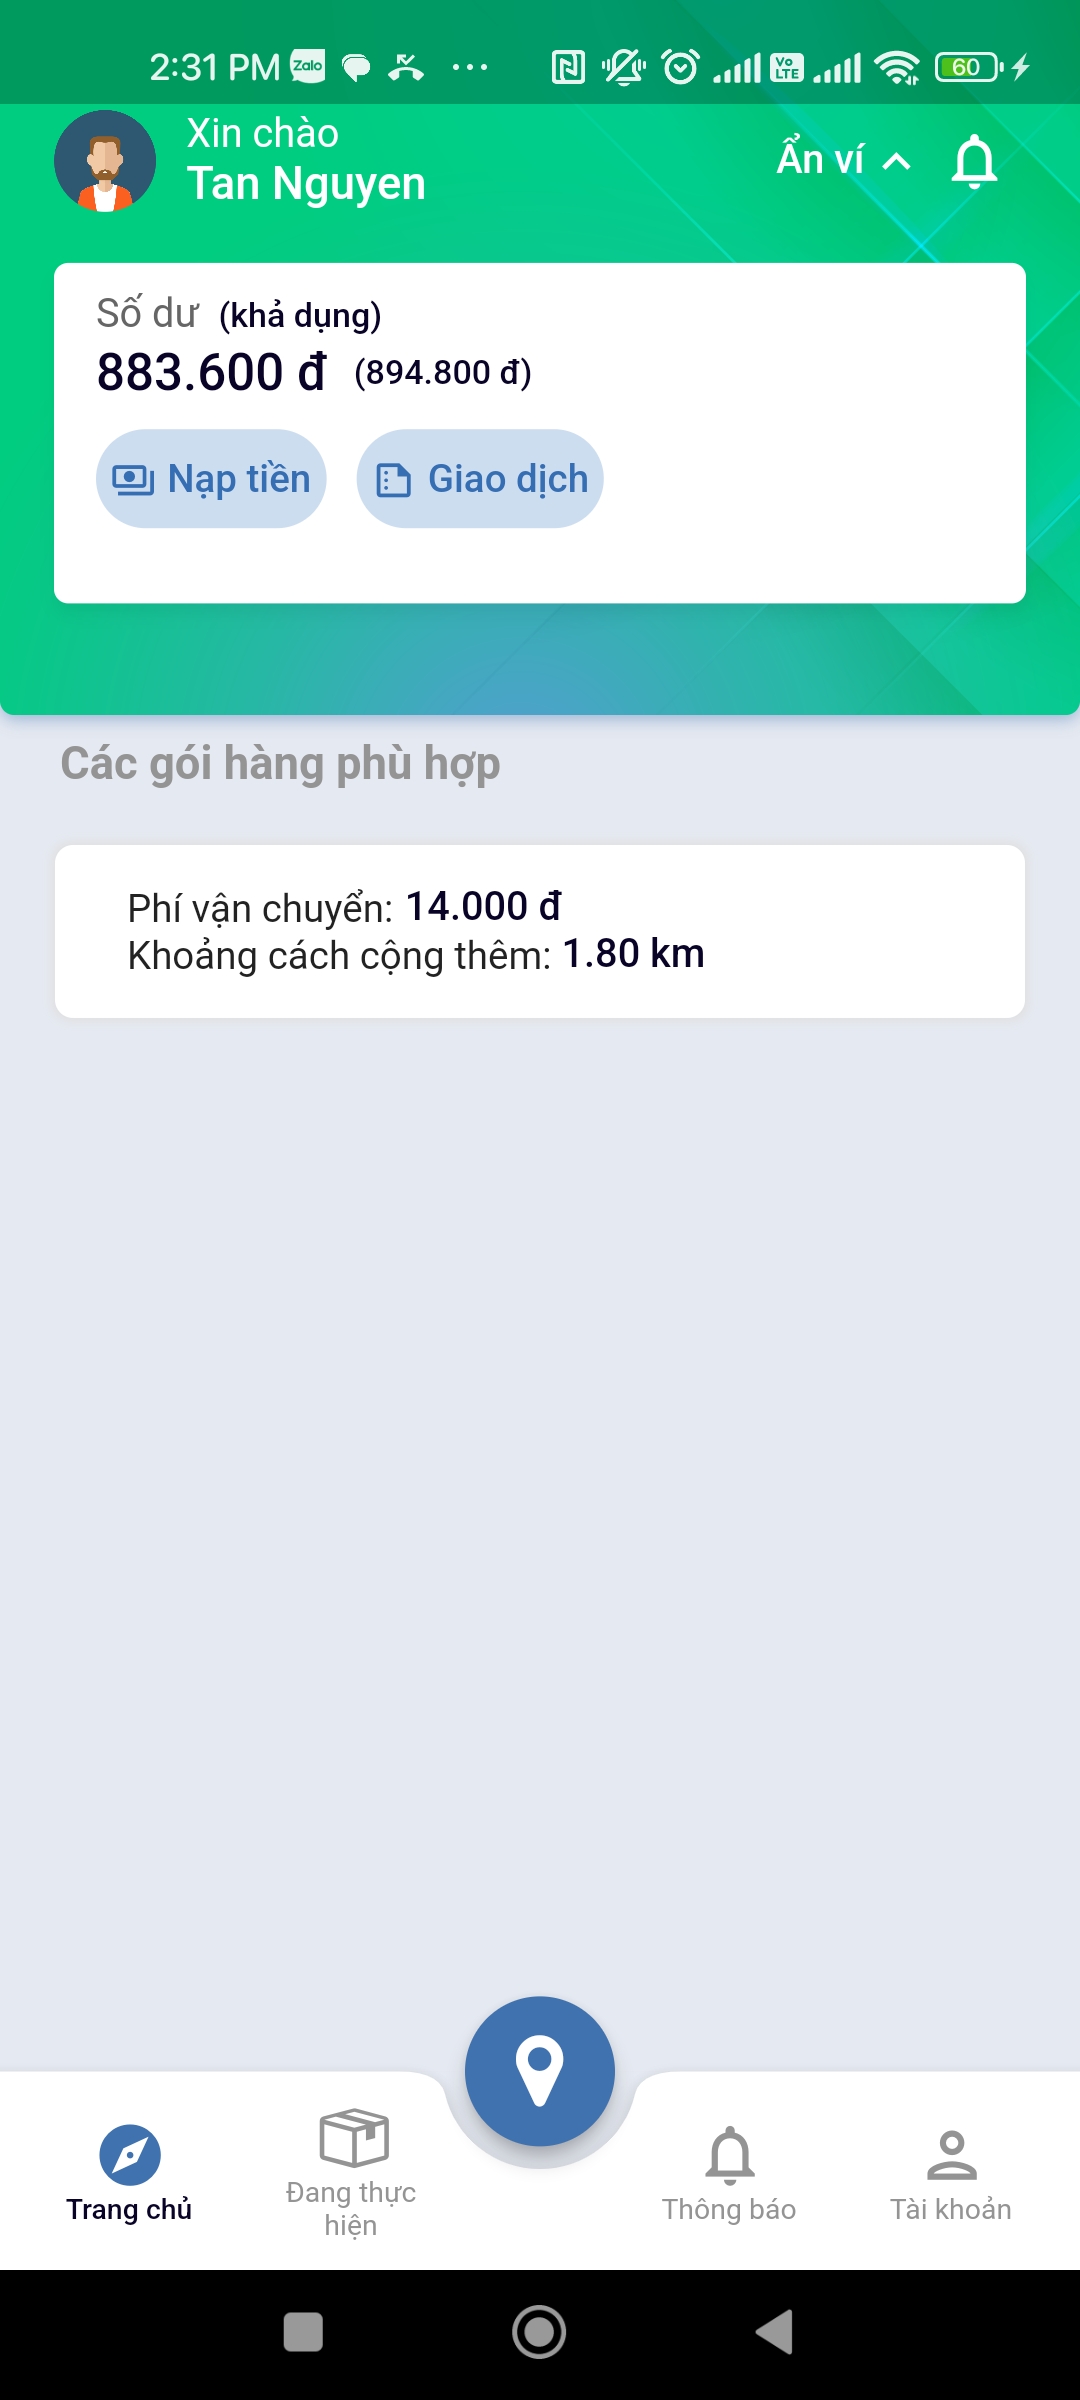 2:31 PM Zalo ... Vo LTE 60
Xin chào
Tan Nguyen
Ẩn ví
Số dư (khả dụng)
883.600 đ (894.800 đ)
Nạp tiền Giao dịch
Các gói hàng phù hợp
Phí vận chuyển: 14.000 đ
Khoảng cách cộng thêm: 1.80 km
Trang chủ
Đang thực
hiện
Thông báo
Tài khoản